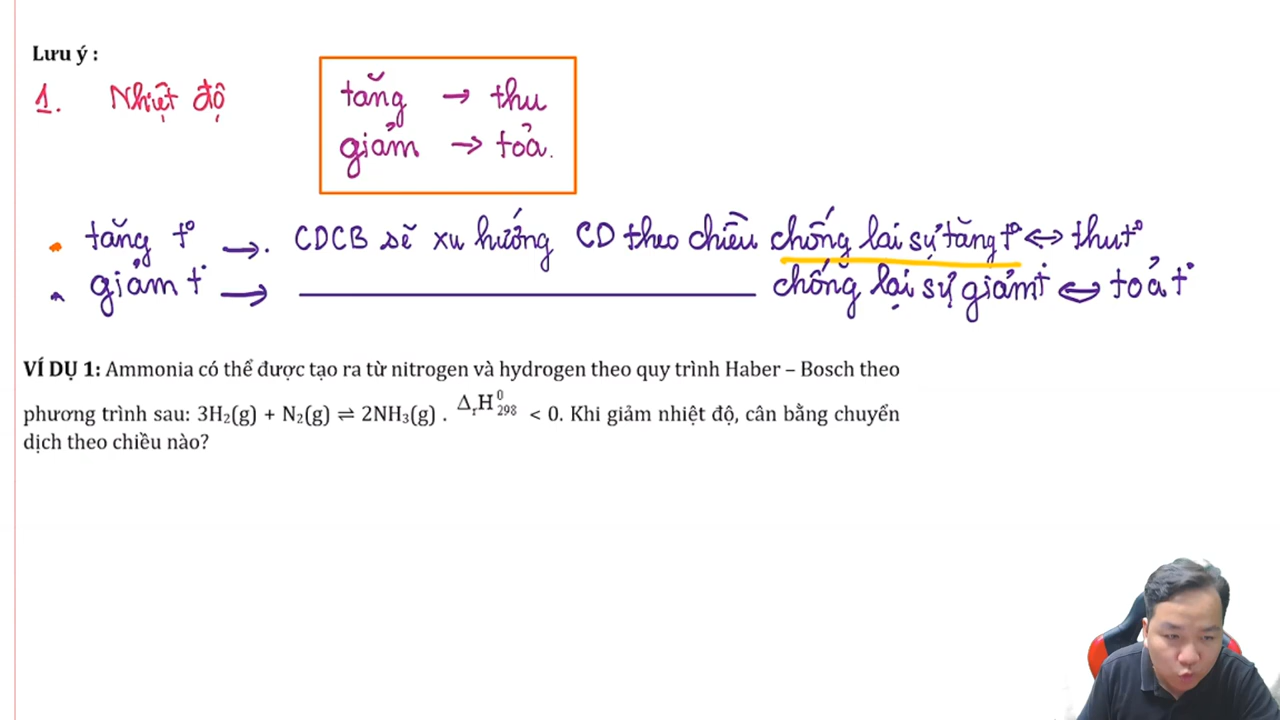 Lưu ý :
1. Nhiệt độ
tăng → thu
giảm → tỏa.
• tăng t° →. CDCB sẽ xu hướng CD theo chiều chống lại sự tăng t° ⇔ thu t°
• giảm t° → ______ chống lại sự giảm t° ⇔ toả t°
VÍ DỤ 1: Ammonia có thể được tạo ra từ nitrogen và hydrogen theo quy trình Haber – Bosch theo
phương trình sau: 3H₂(g) + N₂(g) ⇌ 2NH₃(g) . ΔᵣH⁰₂₉₈ < 0. Khi giảm nhiệt độ, cân bằng chuyển
dịch theo chiều nào?